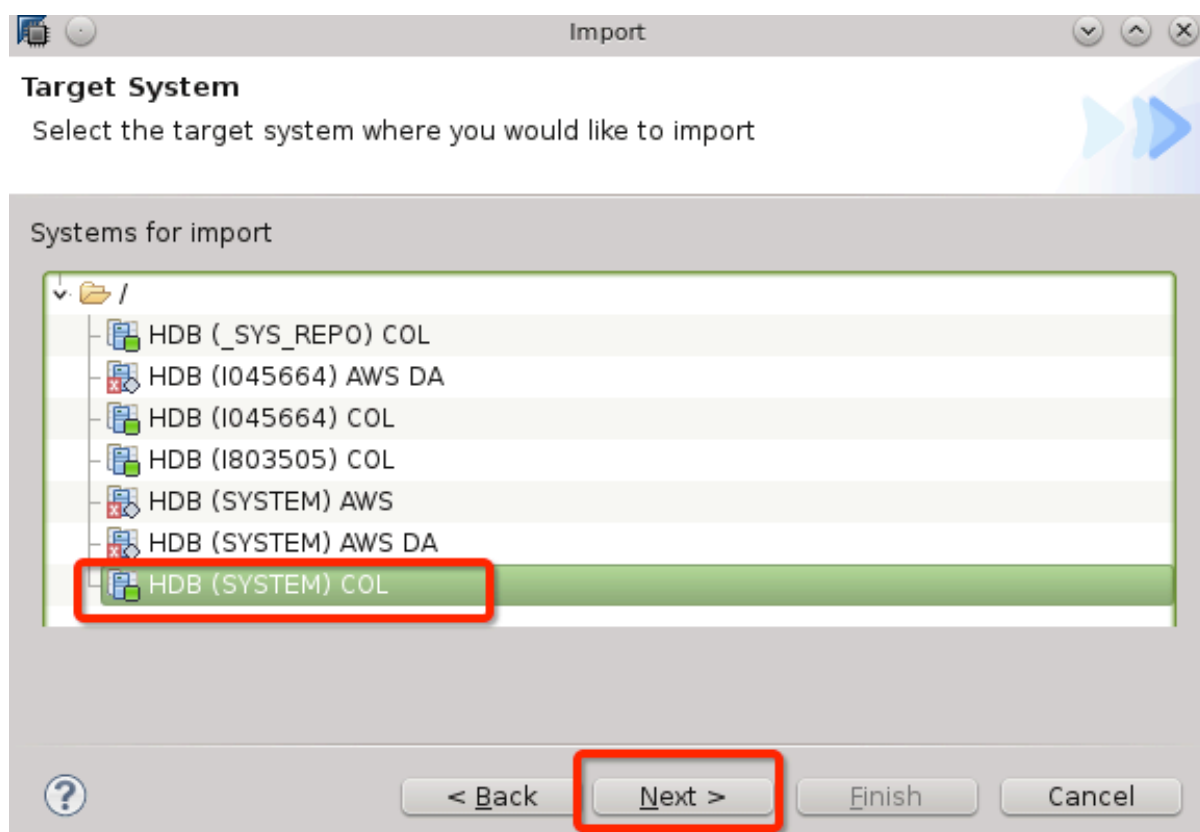 Import
Target System
Select the target system where you would like to import
Systems for import
/
HDB (_SYS_REPO) COL
HDB (I045664) AWS DA
HDB (I045664) COL
HDB (I803505) COL
HDB (SYSTEM) AWS
HDB (SYSTEM) AWS DA
HDB (SYSTEM) COL
? < Back Next > Finish Cancel